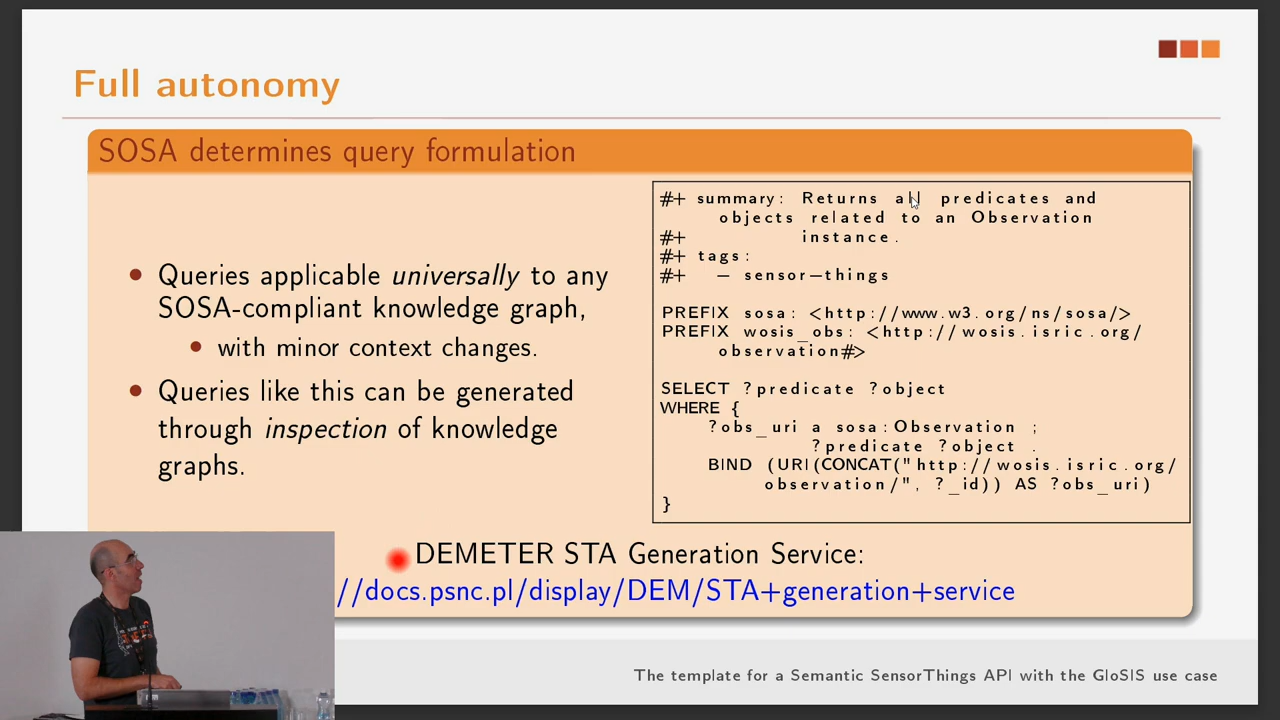 Full autonomy
SOSA determines query formulation
Queries applicable universally to any
SOSA-compliant knowledge graph,
with minor context changes.
Queries like this can be generated
through inspection of knowledge
graphs.
#+ summary: Returns all predicates and
objects related to an Observation
#+ instance.
#+ tags:
#+ - sensor-things
PREFIX sosa: <http://www.w3.org/ns/sosa/>
PREFIX wosis_obs: <http://wosis.isric.org/
observation#>
SELECT ?predicate ?object
WHERE {
?obs_uri a sosa:Observation ;
?predicate ?object .
BIND (URI(CONCAT("http://wosis.isric.org/
observation/", ?_id)) AS ?obs_uri)
}
DEMETER STA Generation Service:
//docs.psnc.pl/display/DEM/STA+generation+service
The template for a Semantic SensorThings API with the GloSIS use case